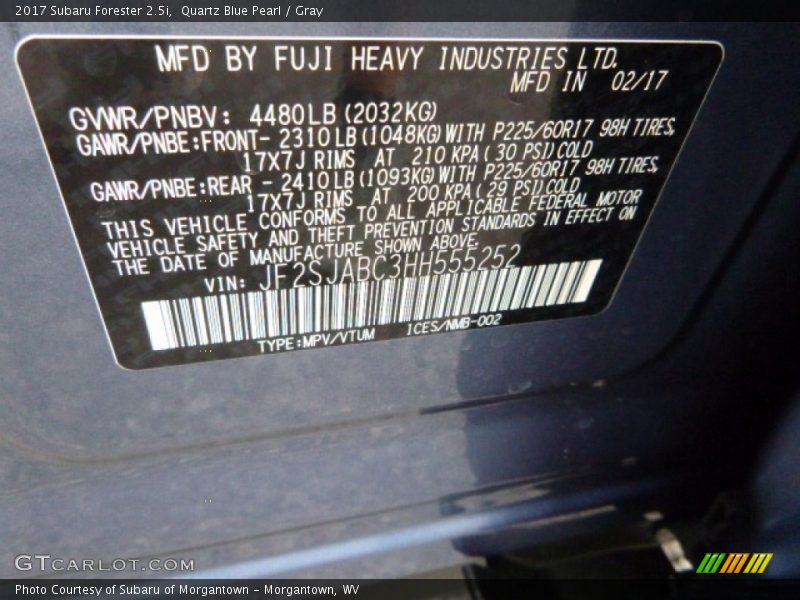 2017 Subaru Forester 2.5i,  Quartz Blue Pearl / Gray
MFD BY FUJI HEAVY INDUSTRIES LTD.
MFD IN 02/17
GVWR/PNBV: 4480LB(2032KG)
GAWR/PNBE:FRONT- 2310LB(1048KG)WITH P225/60R17 98H TIRES,
17X7J RIMS AT 210 KPA(30 PSI)COLD
GAWR/PNBE:REAR - 2410LB(1093KG)WITH P225/60R17 98H TIRES,
17X7J RIMS AT 200 KPA(29 PSI)COLD
THIS VEHICLE CONFORMS TO ALL APPLICABLE FEDERAL MOTOR
VEHICLE SAFETY AND THEFT PREVENTION STANDARDS IN EFFECT ON
THE DATE OF MANUFACTURE SHOWN ABOVE.
VIN: JF2SJABC3HH555252
TYPE:MPV/VTUM ICES/NMB-002
GTCARLOT.COM
Photo Courtesy of Subaru of Morgantown - Morgantown, WV